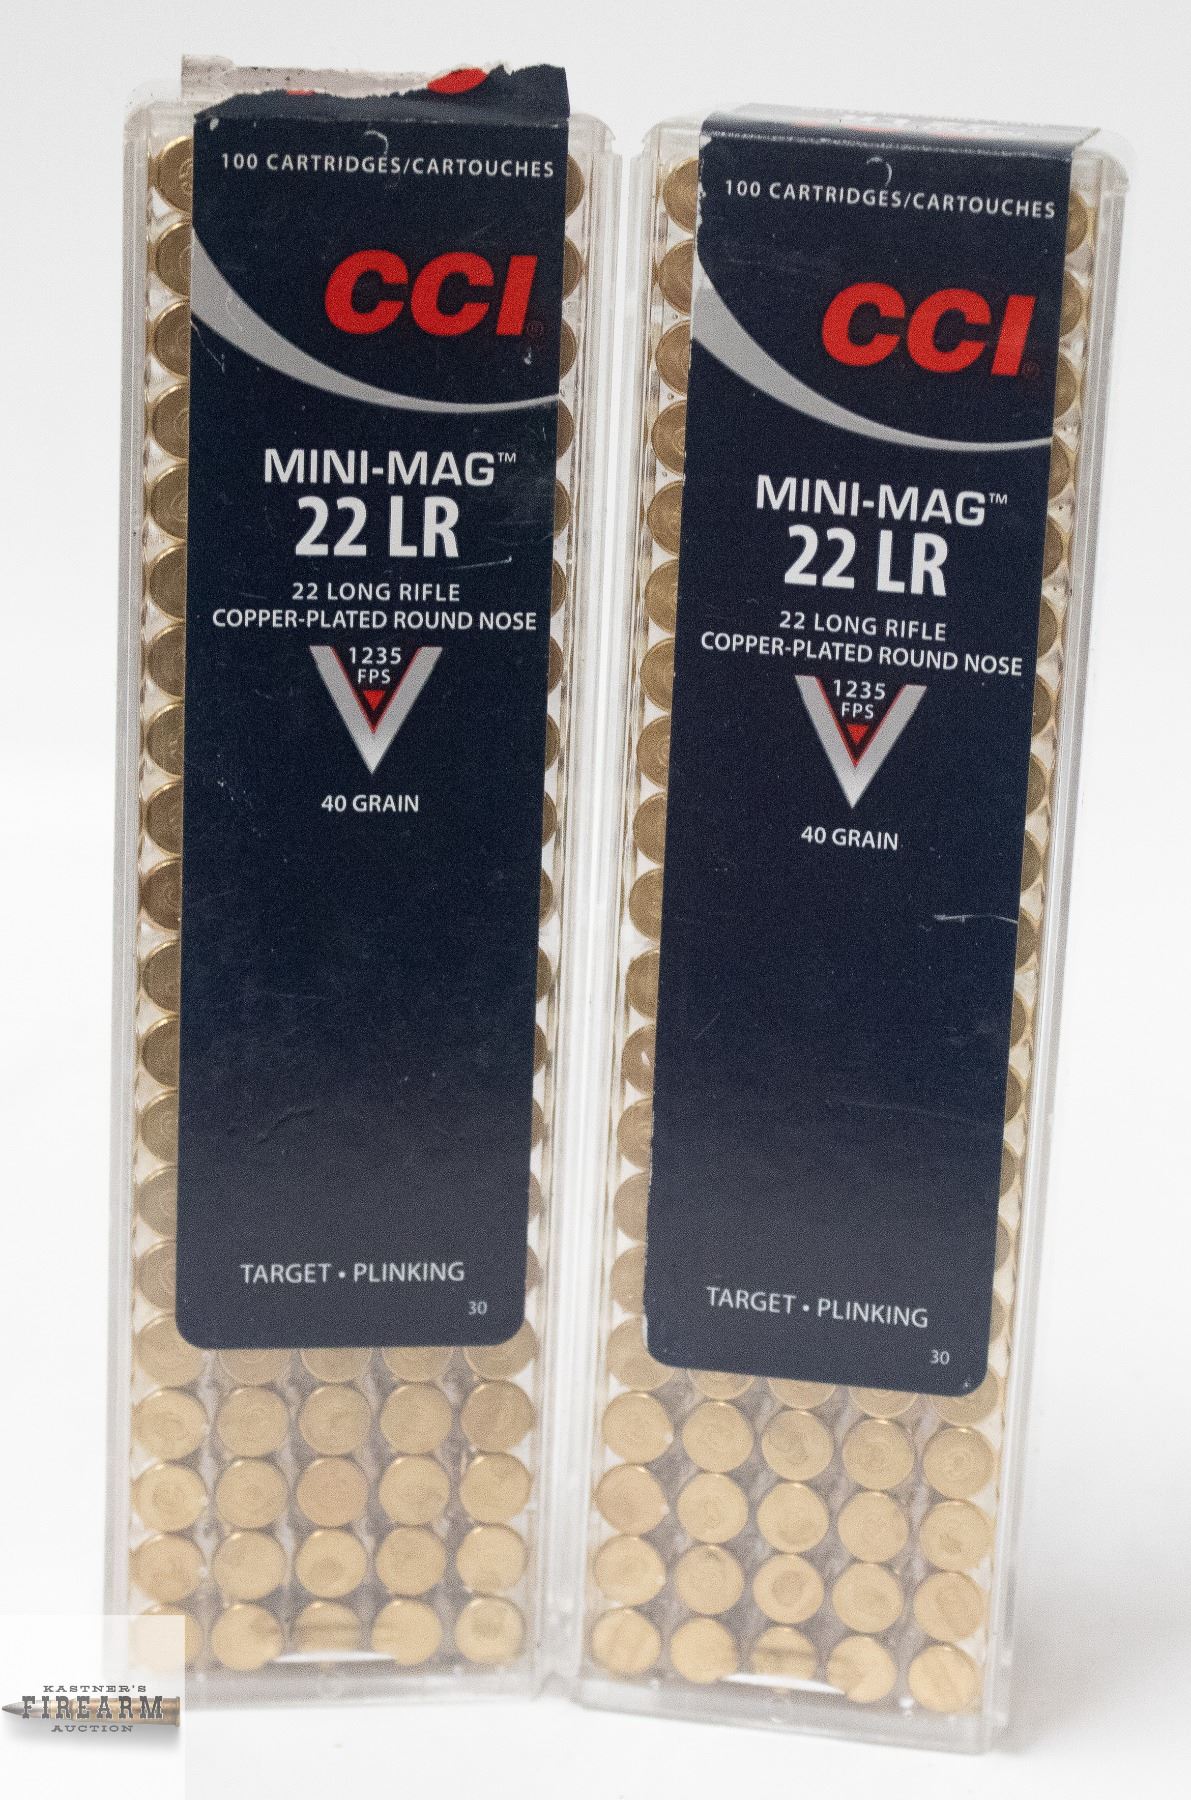 100 CARTRIDGES/CARTOUCHES
CCI®
MINI-MAG™
22 LR
22 LONG RIFLE
COPPER-PLATED ROUND NOSE
1235
FPS
40 GRAIN
TARGET • PLINKING
30
100 CARTRIDGES/CARTOUCHES
CCI®
MINI-MAG™
22 LR
22 LONG RIFLE
COPPER-PLATED ROUND NOSE
1235
FPS
40 GRAIN
TARGET • PLINKING
30
KASTNER'S
FIREARM
AUCTION